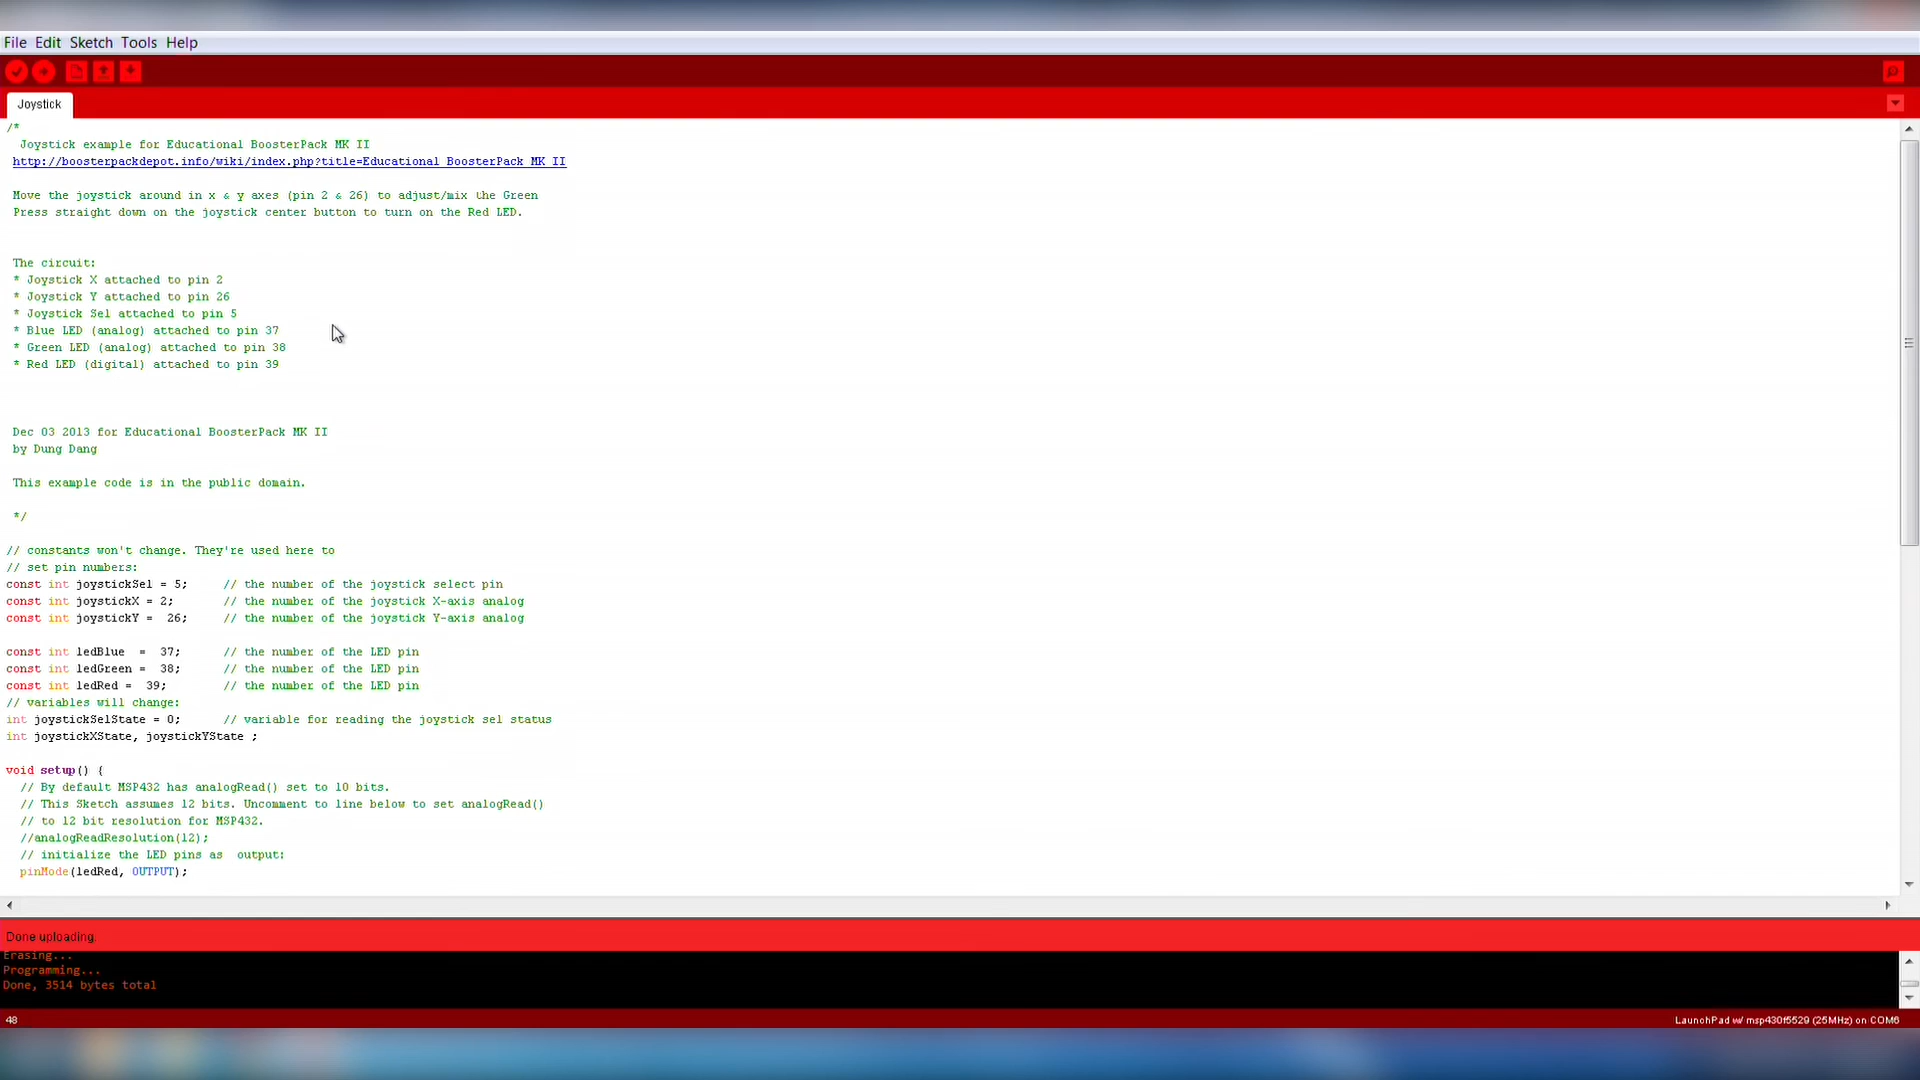 File Edit Sketch Tools Help
Joystick
/*
Joystick example for Educational BoosterPack MK II
http://boosterpackdepot.info/wiki/index.php?title=Educational_BoosterPack_MK_II
Move the joystick around in x & y axes (pin 2 & 26) to adjust/mix the Green
Press straight down on the joystick center button to turn on the Red LED.
The circuit:
* Joystick X attached to pin 2
* Joystick Y attached to pin 26
* Joystick Sel attached to pin 5
* Blue LED (analog) attached to pin 37
* Green LED (analog) attached to pin 38
* Red LED (digital) attached to pin 39
Dec 03 2013 for Educational BoosterPack MK II
by Dung Dang
This example code is in the public domain.
*/
// constants won't change. They're used here to
// set pin numbers:
const int joystickSel = 5;     // the number of the joystick select pin
const int joystickX = 2;       // the number of the joystick X-axis analog
const int joystickY =  26;     // the number of the joystick Y-axis analog
const int ledBlue  =  37;      // the number of the LED pin
const int ledGreen =  38;      // the number of the LED pin
const int ledRed =  39;        // the number of the LED pin
// variables will change:
int joystickSelState = 0;      // variable for reading the joystick sel status
int joystickXState, joystickYState ;
void setup() {
// By default MSP432 has analogRead() set to 10 bits.
// This Sketch assumes 12 bits. Uncomment to line below to set analogRead()
// to 12 bit resolution for MSP432.
//analogReadResolution(12);
// initialize the LED pins as  output:
pinMode(ledRed, OUTPUT);
Done uploading.
Erasing...
Programming...
Done, 3514 bytes total
48
LaunchPad w/ msp430f5529 (25MHz) on COM6